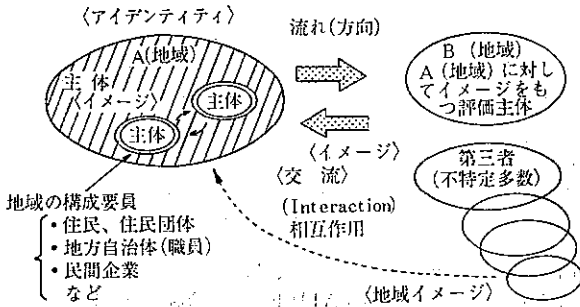 〈アイデンティティ〉
A(地域)
主体
〈イメージ〉
主体
主体
流れ(方向)
B(地域)
A(地域)に対し
てイメージをも
つ評価主体
〈イメージ〉
〈交流〉
(Interaction)
相互作用
第三者
(不特定多数)
地域の構成要員
・住民、住民団体
・地方自治体(職員)
・民間企業
など
〈地域イメージ〉